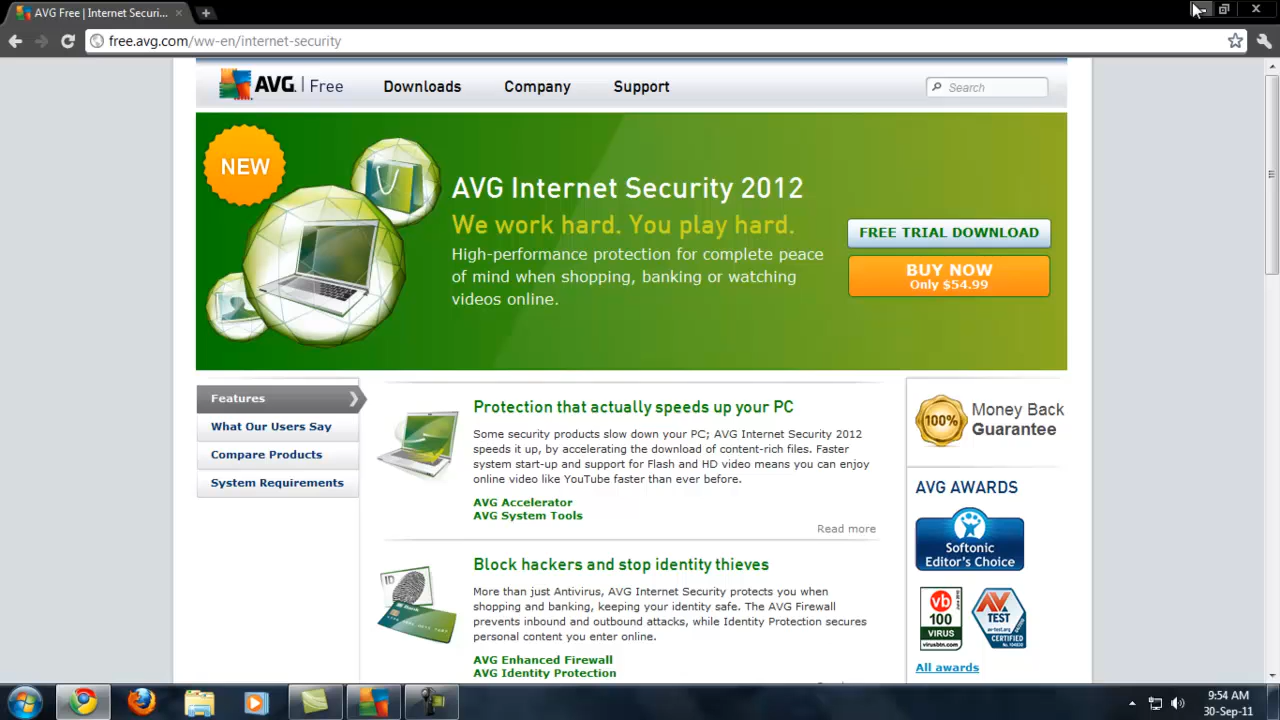 AVG Free | Internet Securi...
free.avg.com/ww-en/internet-security
AVG. | Free
Downloads
Company
Support
Search
NEW
AVG Internet Security 2012
We work hard. You play hard.
High-performance protection for complete peace
of mind when shopping, banking or watching
videos online.
FREE TRIAL DOWNLOAD
BUY NOW
Only $54.99
Features
What Our Users Say
Compare Products
System Requirements
Protection that actually speeds up your PC
Some security products slow down your PC; AVG Internet Security 2012
speeds it up, by accelerating the download of content-rich files. Faster
system start-up and support for Flash and HD video means you can enjoy
online video like YouTube faster than ever before.
AVG Accelerator
AVG System Tools
Read more
ID
Block hackers and stop identity thieves
More than just Antivirus, AVG Internet Security protects you when
shopping and banking, keeping your identity safe. The AVG Firewall
prevents inbound and outbound attacks, while Identity Protection secures
personal content you enter online.
AVG Enhanced Firewall
AVG Identity Protection
100%
Money Back
Guarantee
AVG AWARDS
Softonic
Editor's Choice
vb
100
VIRUS
virusbtn.com
AV
TEST
av-test.org
CERTIFIED
All awards
9:54 AM
30-Sep-11